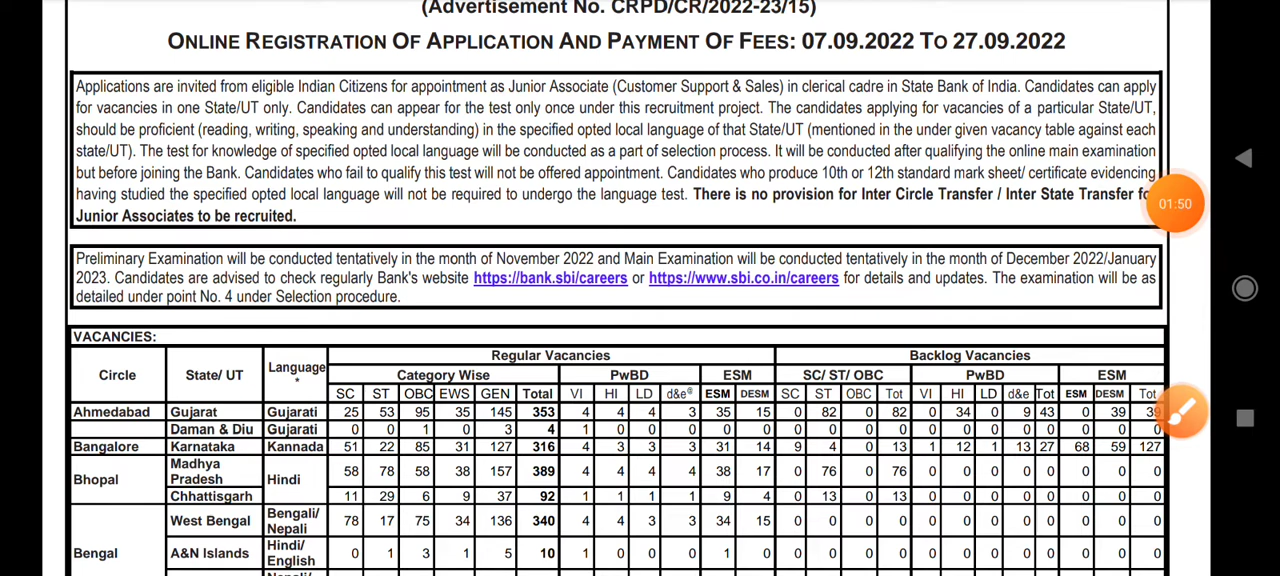 (Advertisement No. CRPD/CR/2022-23/15)
ONLINE REGISTRATION OF APPLICATION AND PAYMENT OF FEES: 07.09.2022 TO 27.09.2022
Applications are invited from eligible Indian Citizens for appointment as Junior Associate (Customer Support & Sales) in clerical cadre in State Bank of India. Candidates can apply
for vacancies in one State/UT only. Candidates can appear for the test only once under this recruitment project. The candidates applying for vacancies of a particular State/UT,
should be proficient (reading, writing, speaking and understanding) in the specified opted local language of that State/UT (mentioned in the under given vacancy table against each
state/UT). The test for knowledge of specified opted local language will be conducted as a part of selection process. It will be conducted after qualifying the online main examination
but before joining the Bank. Candidates who fail to qualify this test will not be offered appointment. Candidates who produce 10th or 12th standard mark sheet/ certificate evidencing
having studied the specified opted local language will not be required to undergo the language test. There is no provision for Inter Circle Transfer / Inter State Transfer
Junior Associates to be recruited.
01:50
Preliminary Examination will be conducted tentatively in the month of November 2022 and Main Examination will be conducted tentatively in the month of December 2022/January
2023. Candidates are advised to check regularly Bank's website https://bank.sbi/careers or https://www.sbi.co.in/careers for details and updates. The examination will be as
detailed under point No. 4 under Selection procedure.
VACANCIES:
Circle State/ UT Language * Regular Vacancies Backlog Vacancies
Category Wise PwBD ESM SC/ ST/ OBC PwBD ESM
SC ST OBC EWS GEN Total VI HI LD d&e@ ESM DESM SC ST OBC Tot VI HI LD d&e Tot ESM DESM Tot
Ahmedabad Gujarat Gujarati 25 53 95 35 145 353 4 4 4 3 35 15 0 82 0 82 0 34 0 9 43 0 39 39
Daman & Diu Gujarati 0 0 1 0 3 4 1 0 0 0 0 0 0 0 0 0 0 0 0 0 0 0 0 0
Bangalore Karnataka Kannada 51 22 85 31 127 316 4 3 3 3 31 14 9 4 0 13 1 12 1 13 27 68 59 127
Bhopal Madhya Pradesh Hindi 58 78 58 38 157 389 4 4 4 4 38 17 0 76 0 76 0 0 0 0 0 0 0 0
Chhattisgarh 11 29 6 9 37 92 1 1 1 1 9 4 0 13 0 13 0 0 0 0 0 0 0 0
Bengal West Bengal Bengali/ Nepali 78 17 75 34 136 340 4 4 3 3 34 15 0 0 0 0 0 0 0 0 0 0 0 0
A&N Islands Hindi/ English 0 1 3 1 5 10 1 0 0 0 1 0 0 0 0 0 0 0 0 0 0 0 0 0